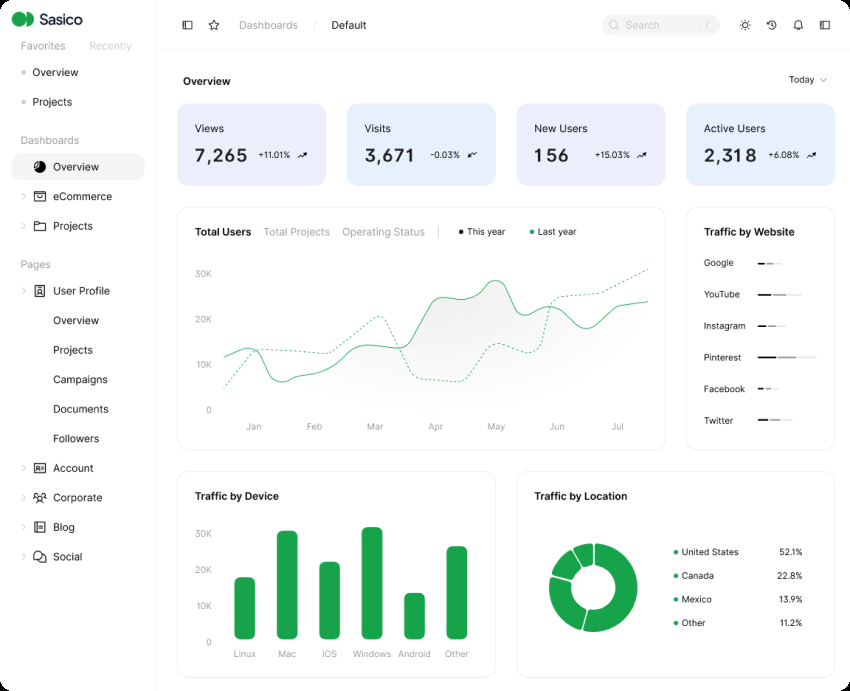 Sasico
Favorites Recently
Overview
Projects
Dashboards
Overview
eCommerce
Projects
Pages
User Profile
Overview
Projects
Campaigns
Documents
Followers
Account
Corporate
Blog
Social
Dashboards / Default
Search /
Overview
Today
Views
7,265 +11.01%
Visits
3,671 -0.03%
New Users
156 +15.03%
Active Users
2,318 +6.08%
Total Users Total Projects Operating Status This year Last year
30K
20K
10K
0
Jan Feb Mar Apr May Jun Jul
Traffic by Website
Google
YouTube
Instagram
Pinterest
Facebook
Twitter
Traffic by Device
30K
20K
10K
0
Linux Mac iOS Windows Android Other
Traffic by Location
United States 52.1%
Canada 22.8%
Mexico 13.9%
Other 11.2%